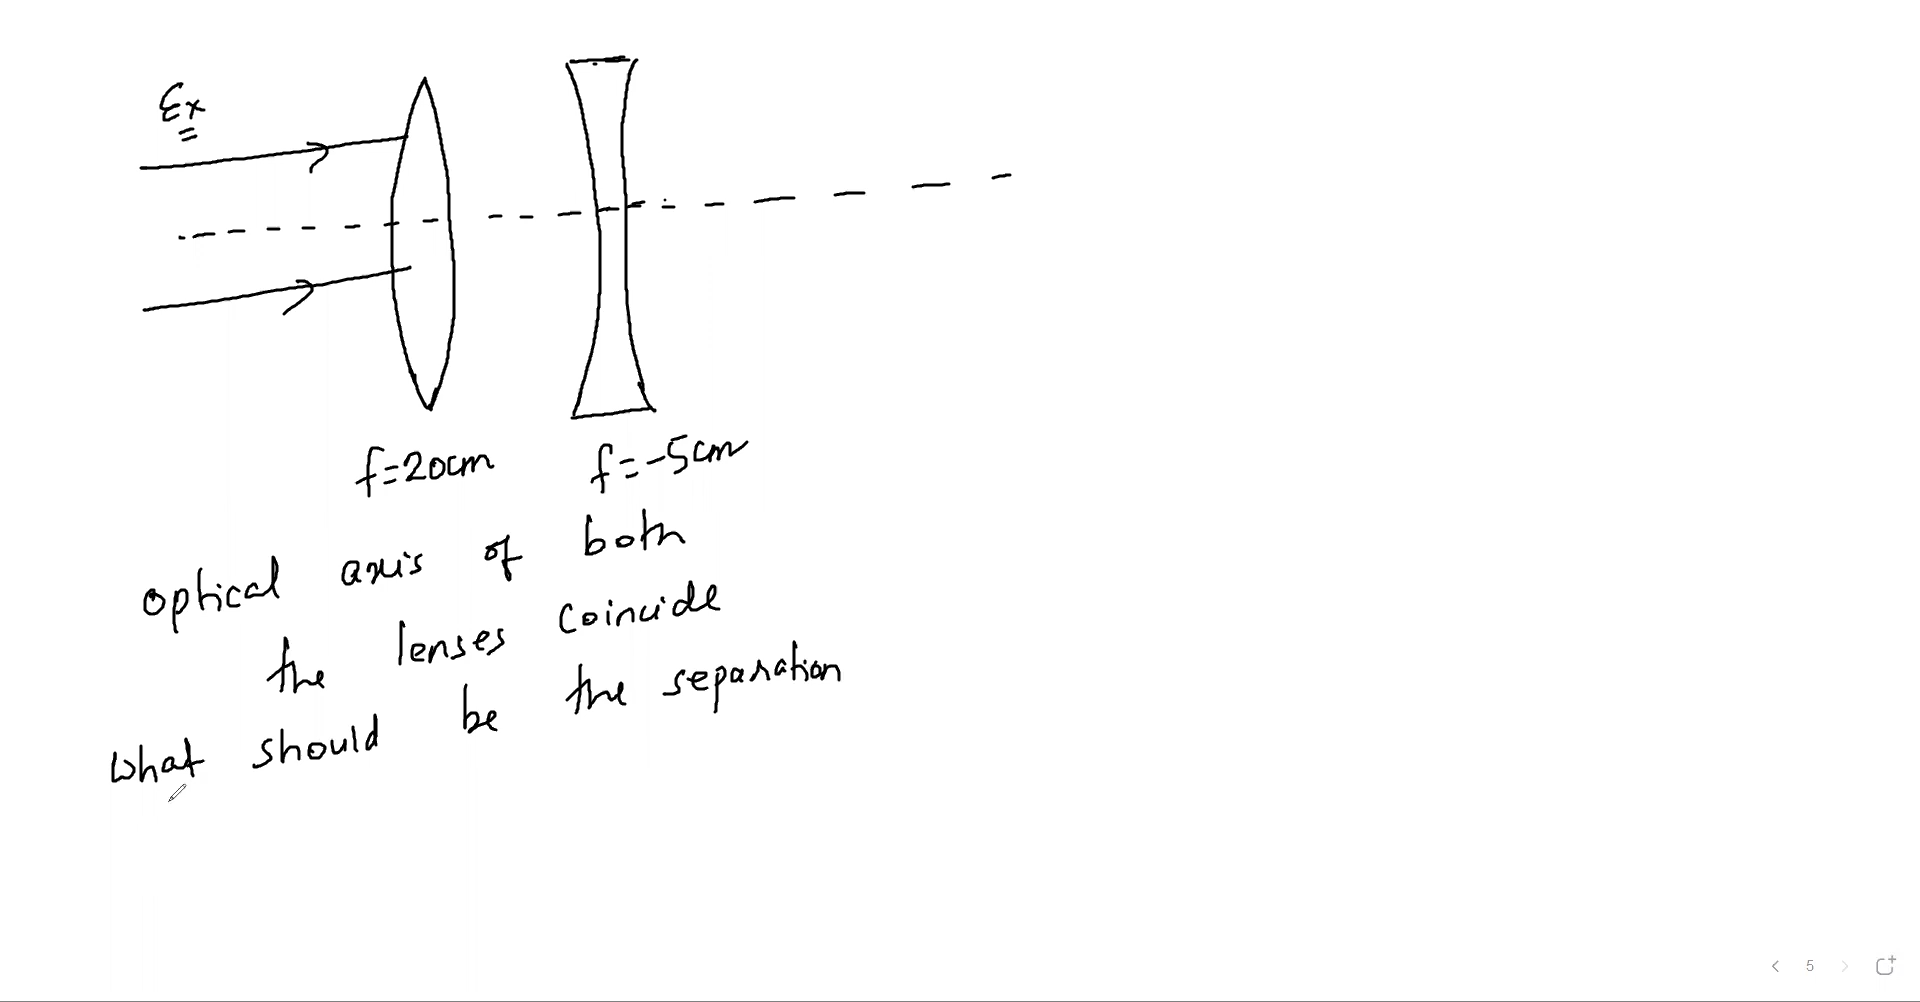 Ex
f=20cm f=-5cm
optical axis of both
the lenses coincide
What should be the separation
5